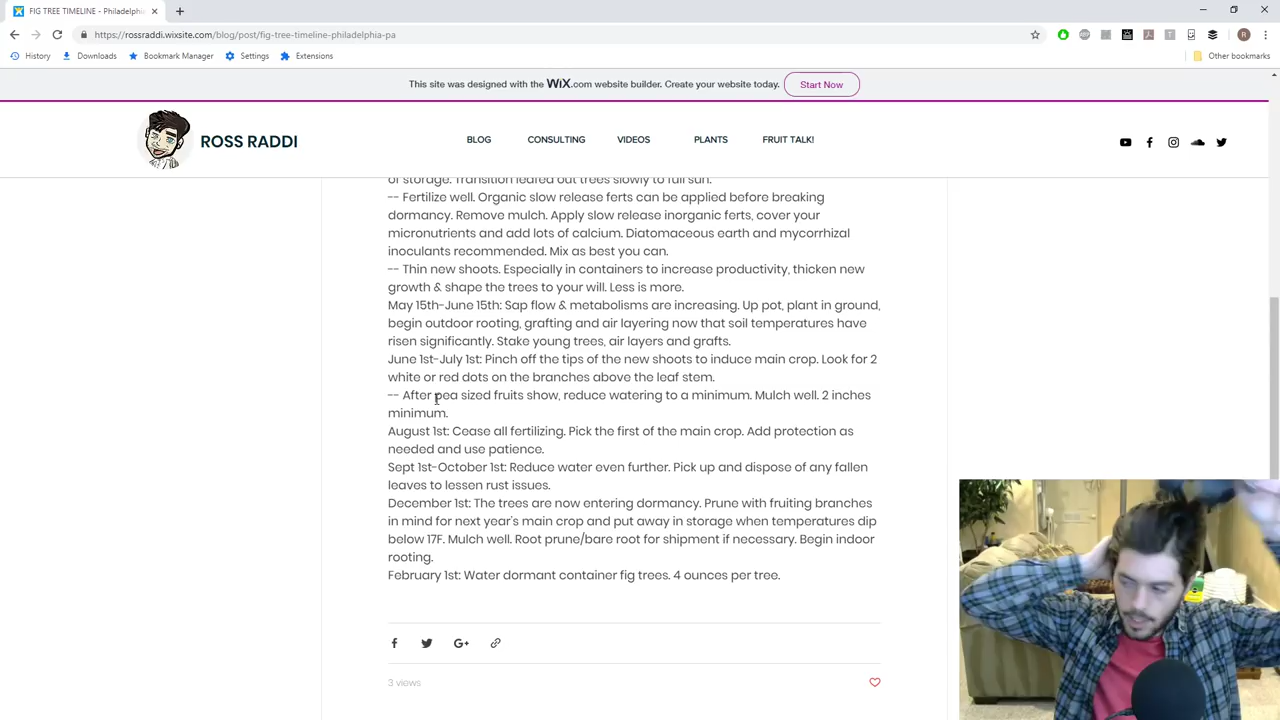 FIG TREE TIMELINE - Philadelphi
https://rossraddi.wixsite.com/blog/post/fig-tree-timeline-philadelphia-pa
History Downloads Bookmark Manager Settings Extensions Other bookmarks
This site was designed with the WiX.com website builder. Create your website today. Start Now
ROSS RADDI BLOG CONSULTING VIDEOS PLANTS FRUIT TALK!
of storage. Transition leafed out trees slowly to full sun.
-- Fertilize well. Organic slow release ferts can be applied before breaking
dormancy. Remove mulch. Apply slow release inorganic ferts, cover your
micronutrients and add lots of calcium. Diatomaceous earth and mycorrhizal
inoculants recommended. Mix as best you can.
-- Thin new shoots. Especially in containers to increase productivity, thicken new
growth & shape the trees to your will. Less is more.
May 15th-June 15th: Sap flow & metabolisms are increasing. Up pot, plant in ground,
begin outdoor rooting, grafting and air layering now that soil temperatures have
risen significantly. Stake young trees, air layers and grafts.
June 1st-July 1st: Pinch off the tips of the new shoots to induce main crop. Look for 2
white or red dots on the branches above the leaf stem.
-- After pea sized fruits show, reduce watering to a minimum. Mulch well. 2 inches
minimum.
August 1st: Cease all fertilizing. Pick the first of the main crop. Add protection as
needed and use patience.
Sept 1st-October 1st: Reduce water even further. Pick up and dispose of any fallen
leaves to lessen rust issues.
December 1st: The trees are now entering dormancy. Prune with fruiting branches
in mind for next year's main crop and put away in storage when temperatures dip
below 17F. Mulch well. Root prune/bare root for shipment if necessary. Begin indoor
rooting.
February 1st: Water dormant container fig trees. 4 ounces per tree.
G+
3 views